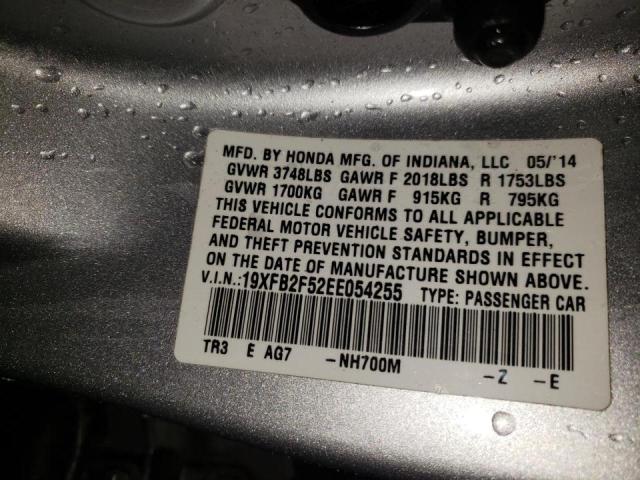 MFD. BY HONDA MFG. OF INDIANA, LLC 05/'14
GVWR 3748LBS GAWR F 2018LBS R 1753LBS
GVWR 1700KG GAWR F 915KG R 795KG
THIS VEHICLE CONFORMS TO ALL APPLICABLE
FEDERAL MOTOR VEHICLE SAFETY, BUMPER,
AND THEFT PREVENTION STANDARDS IN EFFECT
ON THE DATE OF MANUFACTURE SHOWN ABOVE.
V.I.N.:19XFB2F52EE054255 TYPE: PASSENGER CAR
TR3 E AG7 -NH700M -Z -E